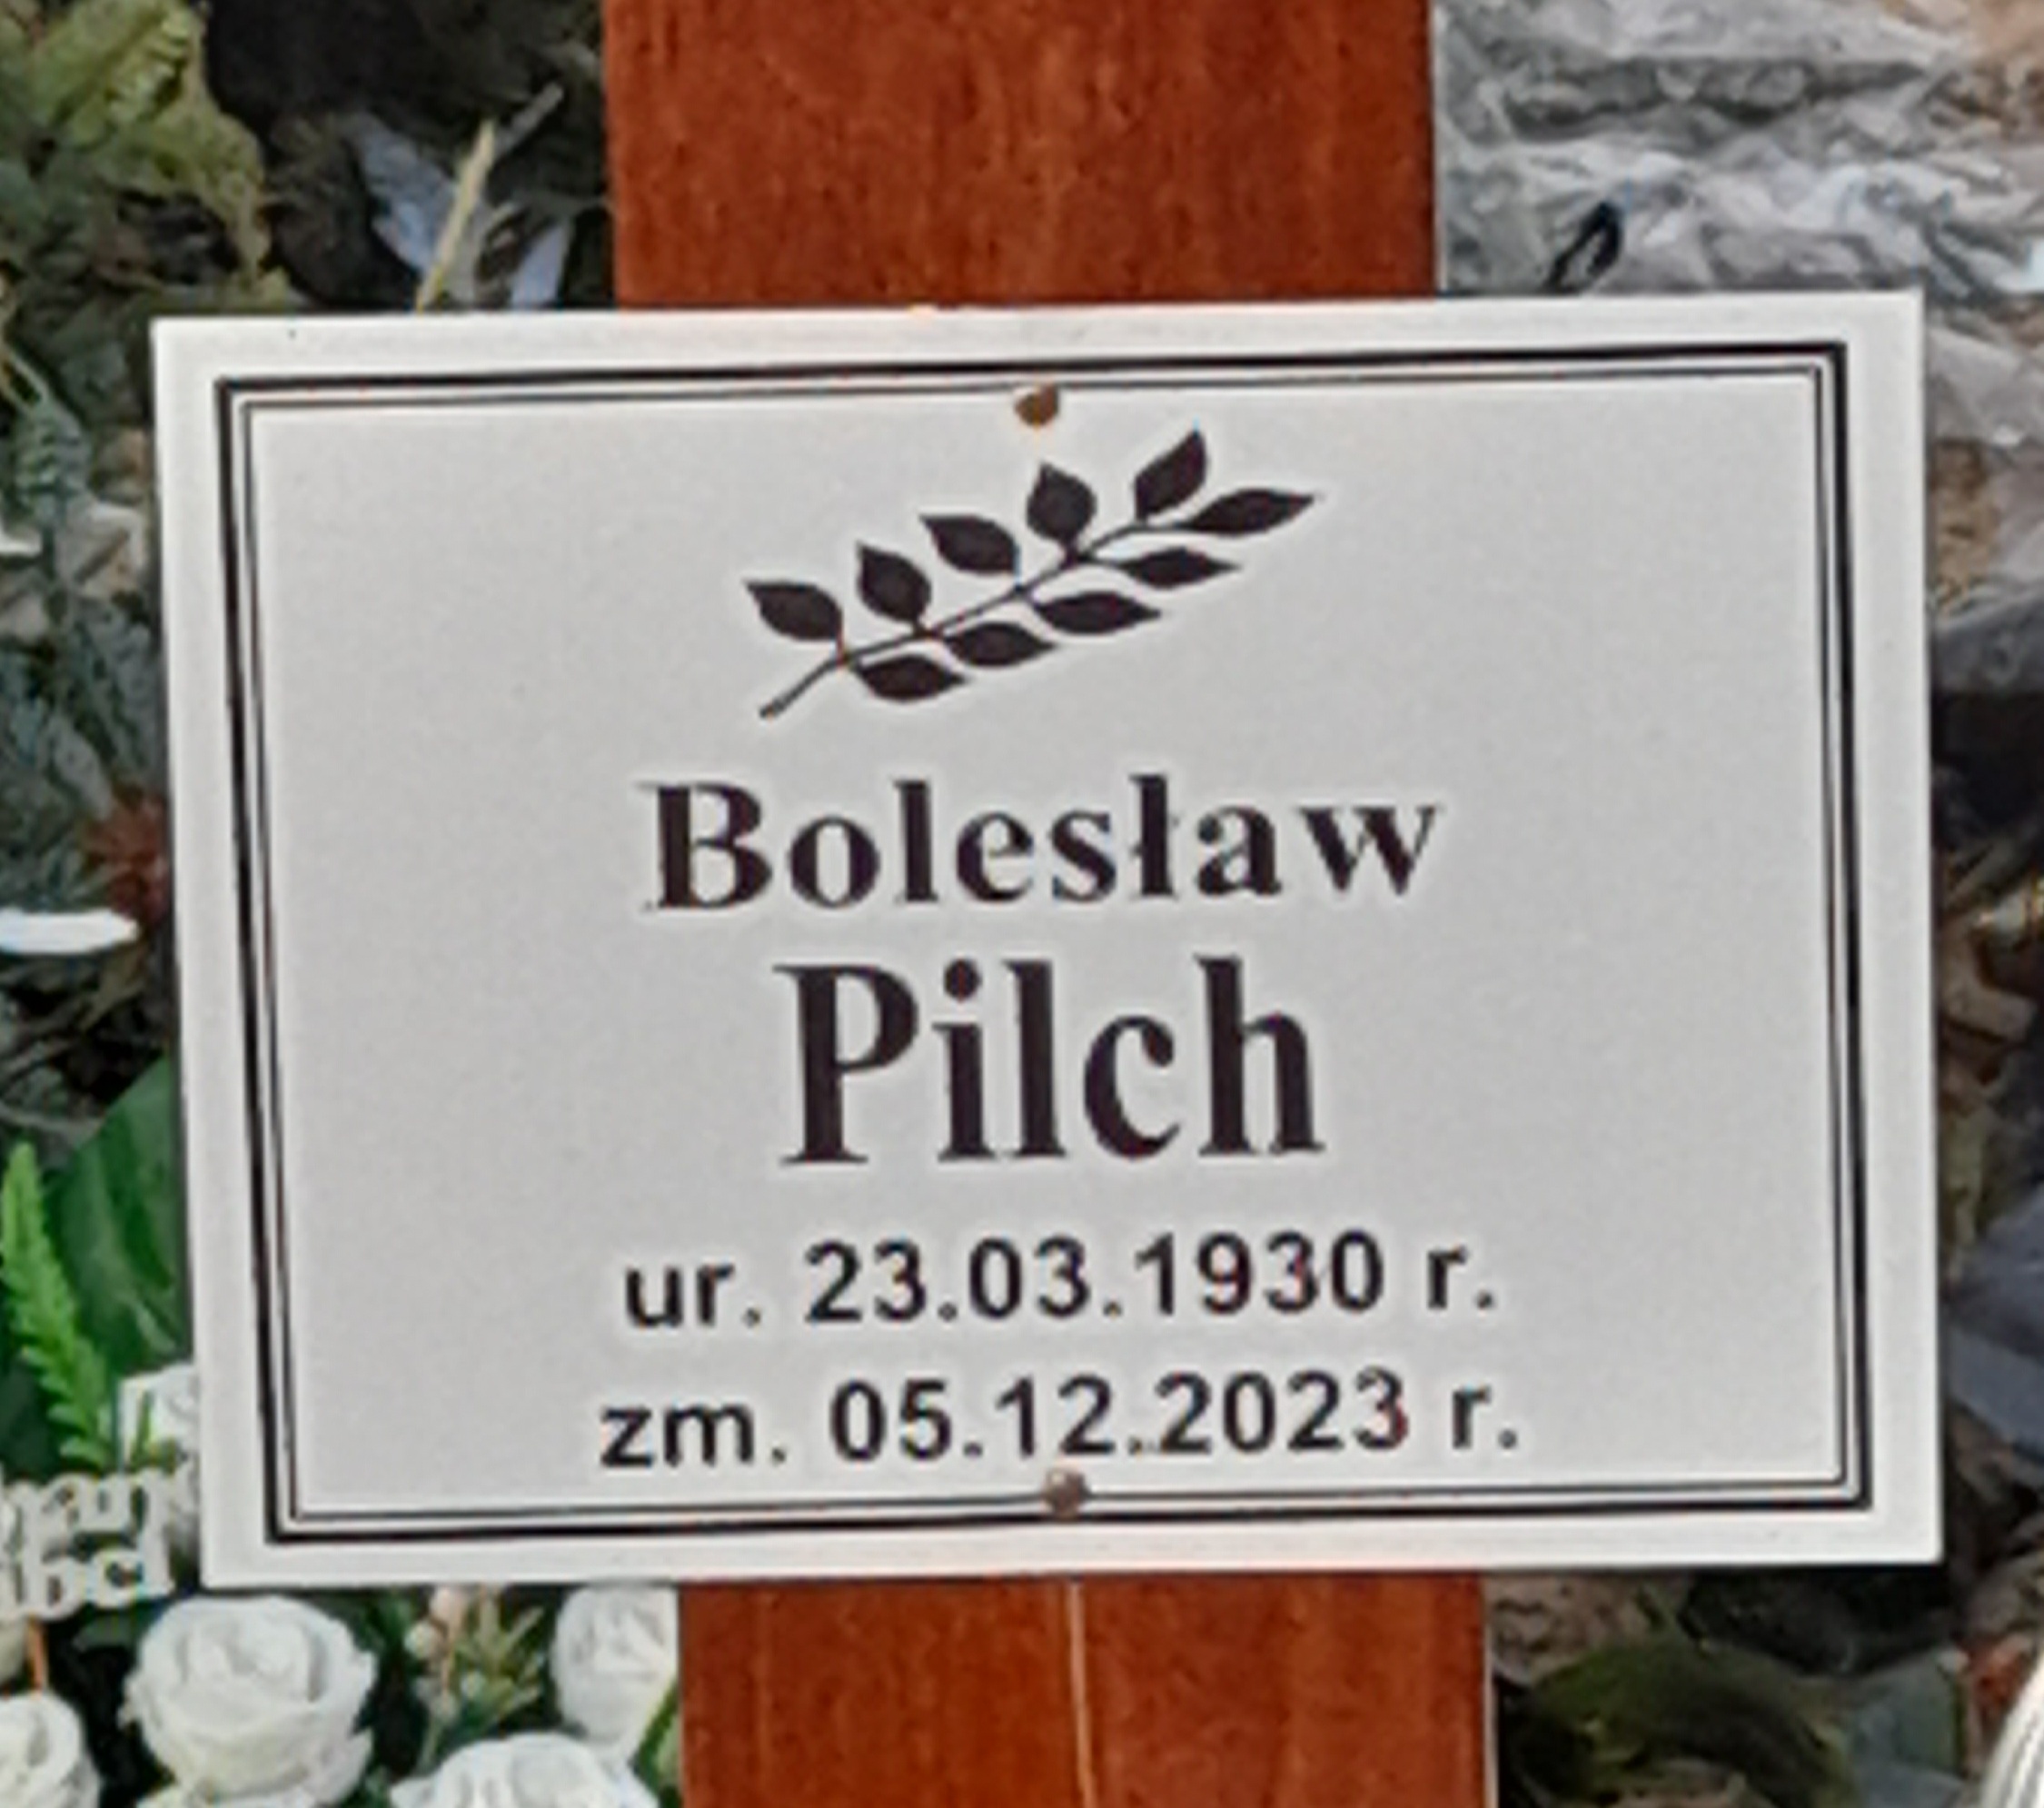 Bolesław
Pilch
ur. 23.03.1930 r.
zm. 05.12.2023 r.